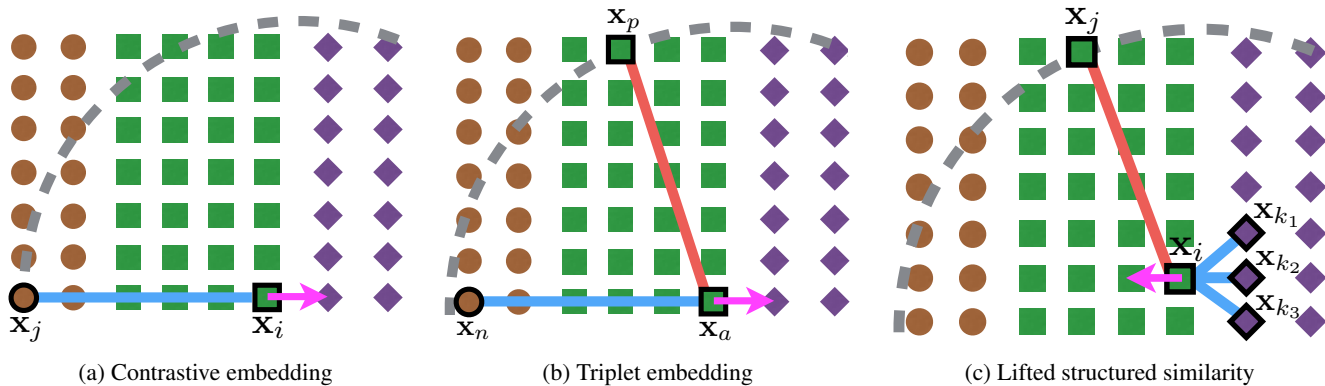 x_p
x_j
x_{k_1}
x_i
x_{k_2}
x_{k_3}
x_j
x_i
x_n
x_a
(a) Contrastive embedding
(b) Triplet embedding
(c) Lifted structured similarity